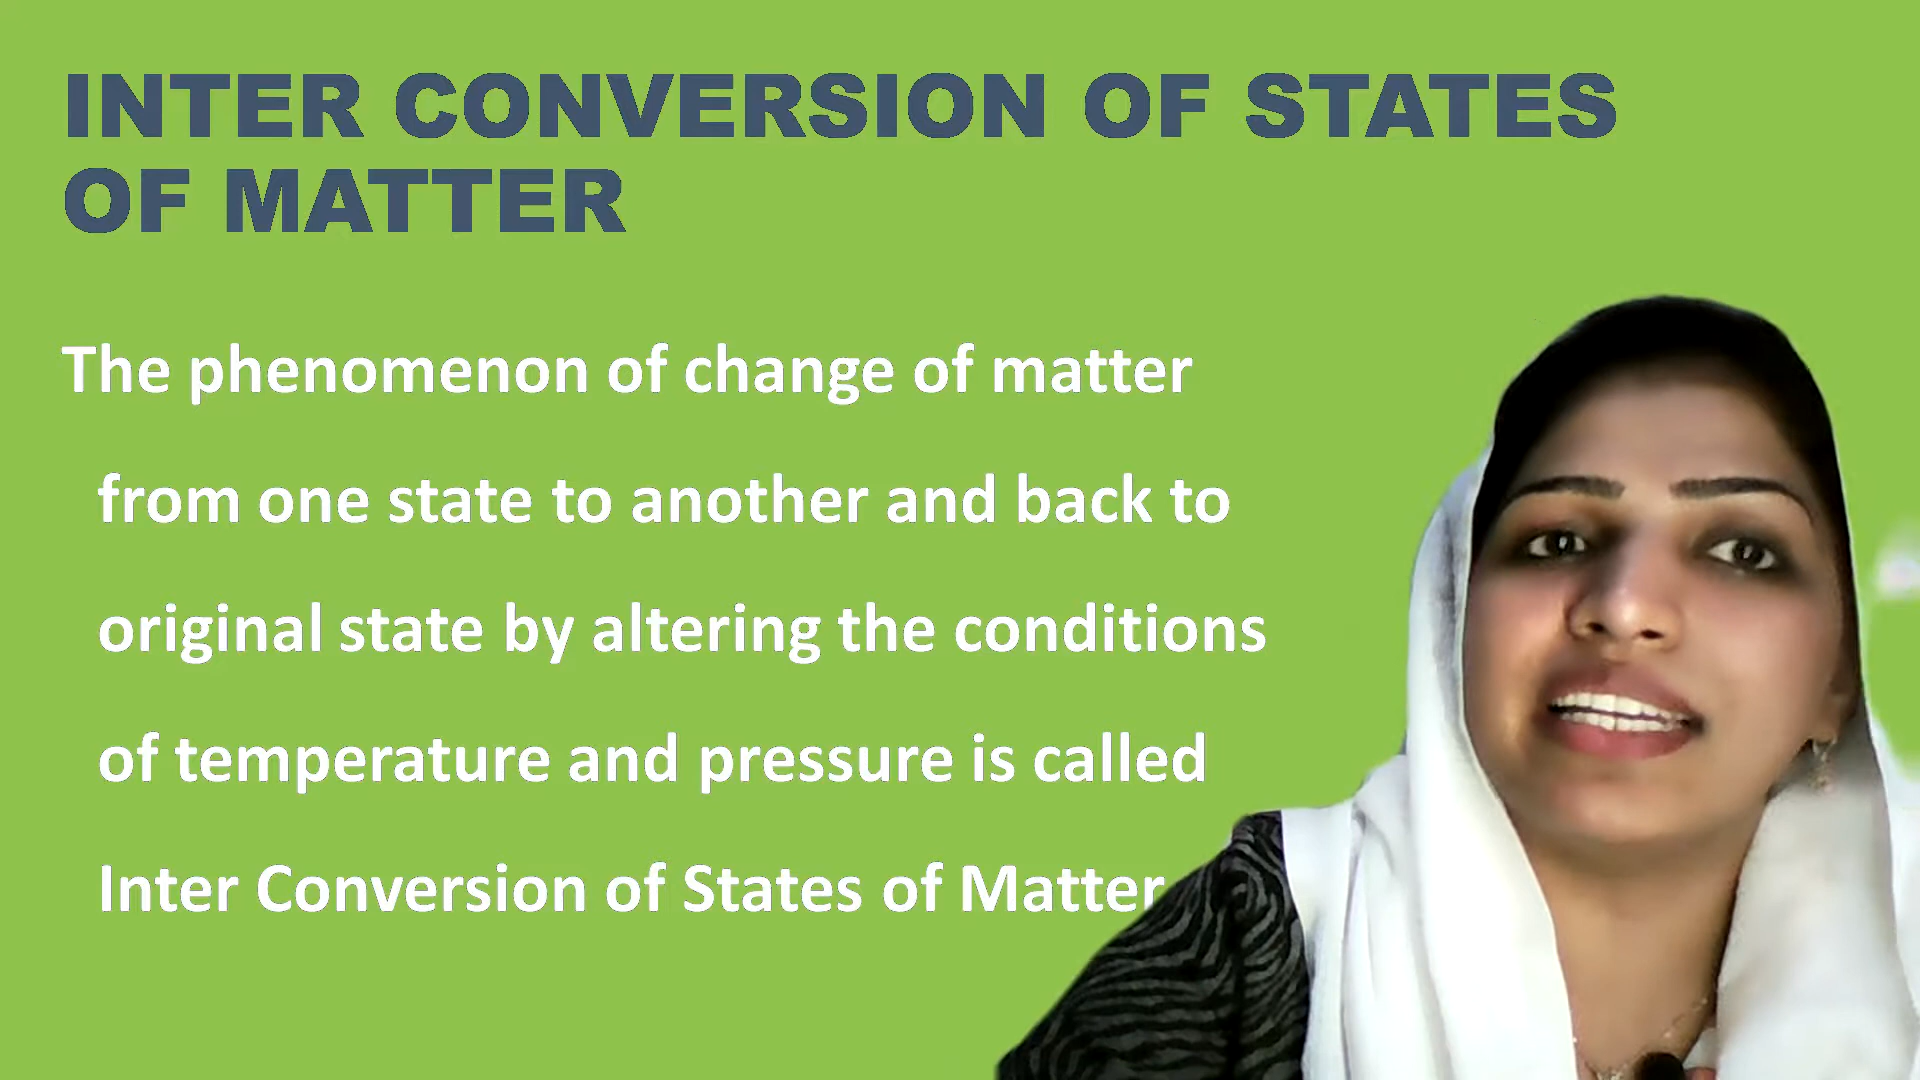 INTER CONVERSION OF STATES
OF MATTER
The phenomenon of change of matter
from one state to another and back to
original state by altering the conditions
of temperature and pressure is called
Inter Conversion of States of Matter